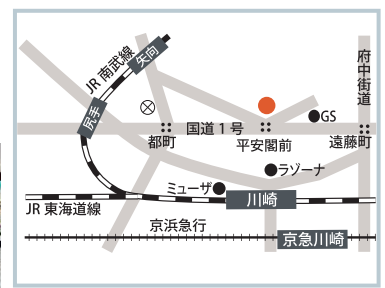 JR 南武線
矢向
府中街道
尻手
GS
国道1号
都町
平安閣前
遠藤町
ラゾーナ
ミューザ
川崎
JR 東海道線
京浜急行
京急川崎